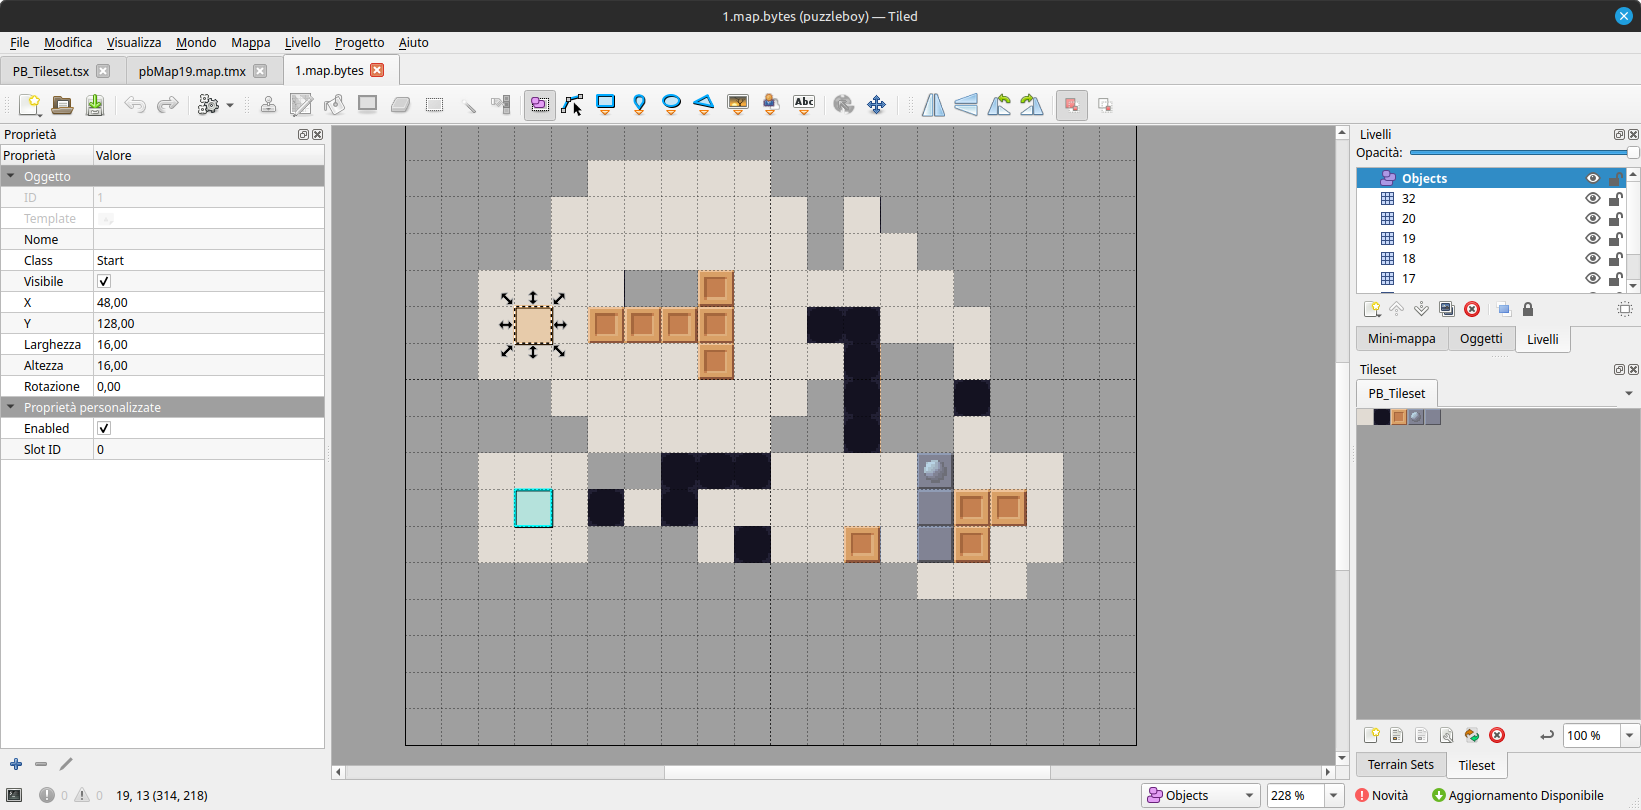 1.map.bytes (puzzleboy) — Tiled
File Modifica Visualizza Mondo Mappa Livello Progetto Aiuto
PB_Tileset.tsx pbMap19.map.tmx 1.map.bytes
Abc
Proprietà
Proprietà Valore
Oggetto
ID 1
Template
Nome
Class Start
Visibile
X 48,00
Y 128,00
Larghezza 16,00
Altezza 16,00
Rotazione 0,00
Proprietà personalizzate
Enabled
Slot ID 0
Livelli
Opacità:
Objects
32
20
19
18
17
Mini-mappa Oggetti Livelli
Tileset
PB_Tileset
100 %
Terrain Sets Tileset
0 0 19, 13 (314, 218) Objects 228 % Novità Aggiornamento Disponibile